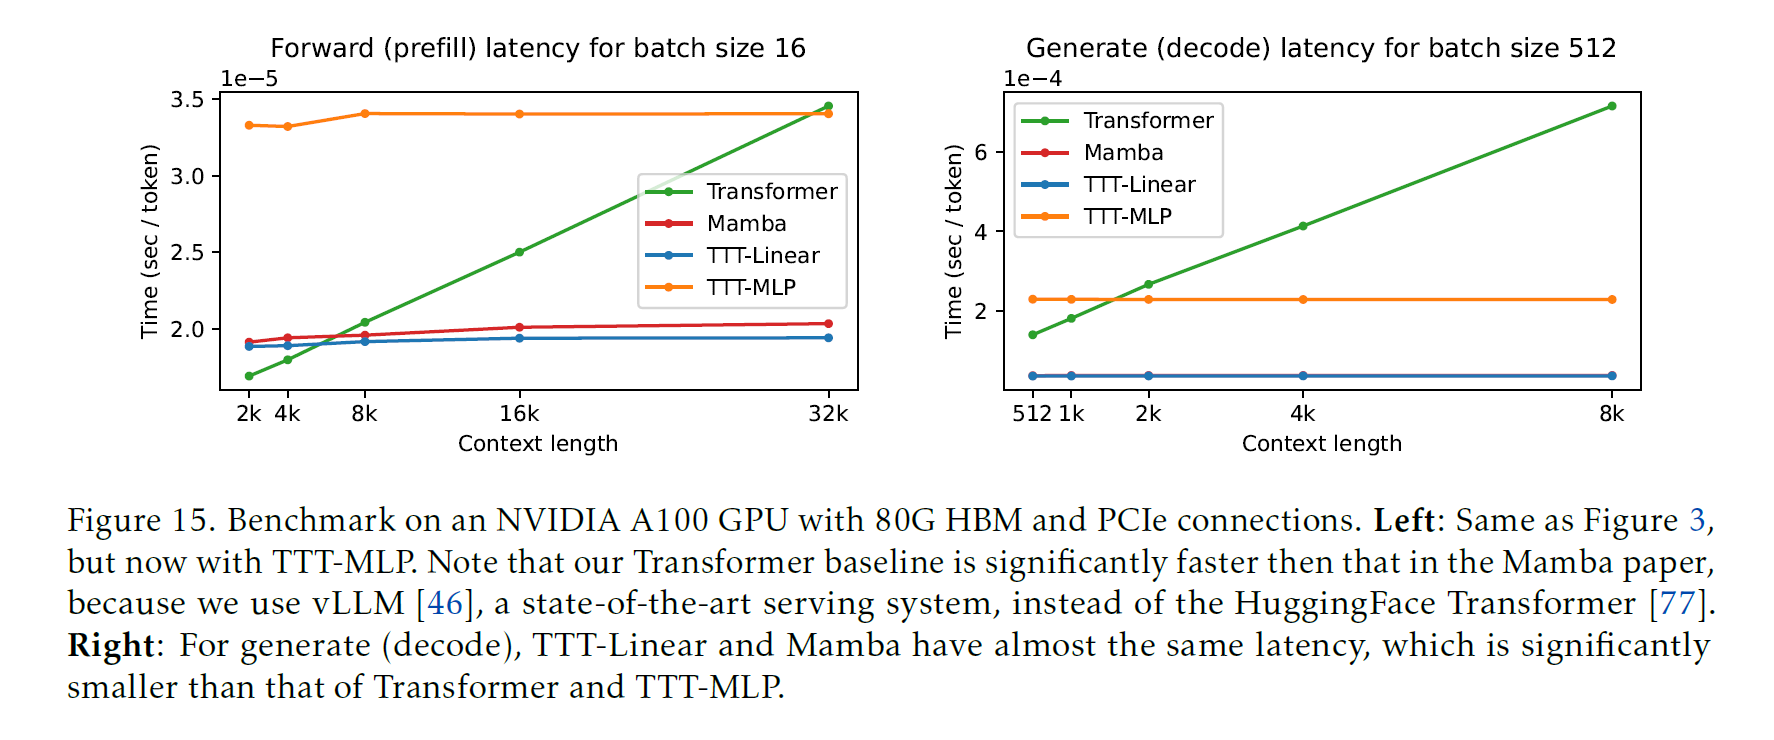 Forward (prefill) latency for batch size 16
1e−5
3.5
3.0
2.5
2.0
Time (sec / token)
Transformer
Mamba
TTT-Linear
TTT-MLP
2k 4k 8k 16k 32k
Context length
Generate (decode) latency for batch size 512
1e−4
6
4
2
Time (sec / token)
Transformer
Mamba
TTT-Linear
TTT-MLP
512 1k 2k 4k 8k
Context length
Figure 15. Benchmark on an NVIDIA A100 GPU with 80G HBM and PCIe connections. Left: Same as Figure 3,
but now with TTT-MLP. Note that our Transformer baseline is significantly faster then that in the Mamba paper,
because we use vLLM [46], a state-of-the-art serving system, instead of the HuggingFace Transformer [77].
Right: For generate (decode), TTT-Linear and Mamba have almost the same latency, which is significantly
smaller than that of Transformer and TTT-MLP.